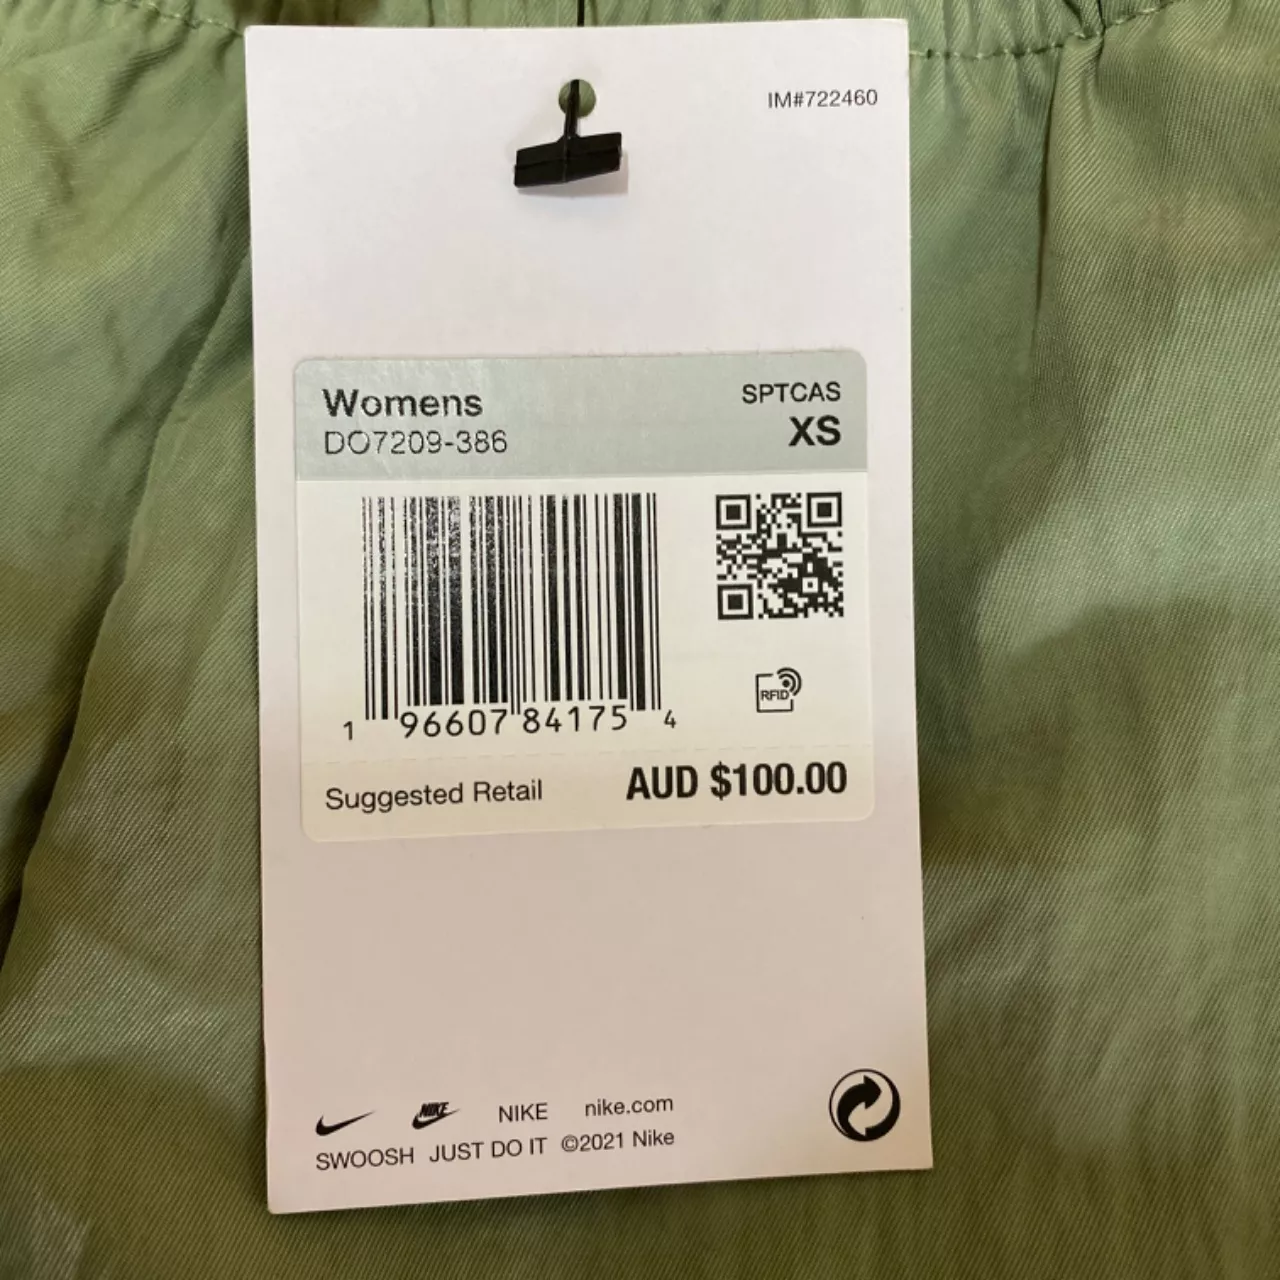 IM#722460
Womens
SPTCAS
DO7209-386
XS
RFID
1 96607 84175 4
Suggested Retail AUD $100.00
NIKE NIKE nike.com
SWOOSH JUST DO IT ©2021 Nike